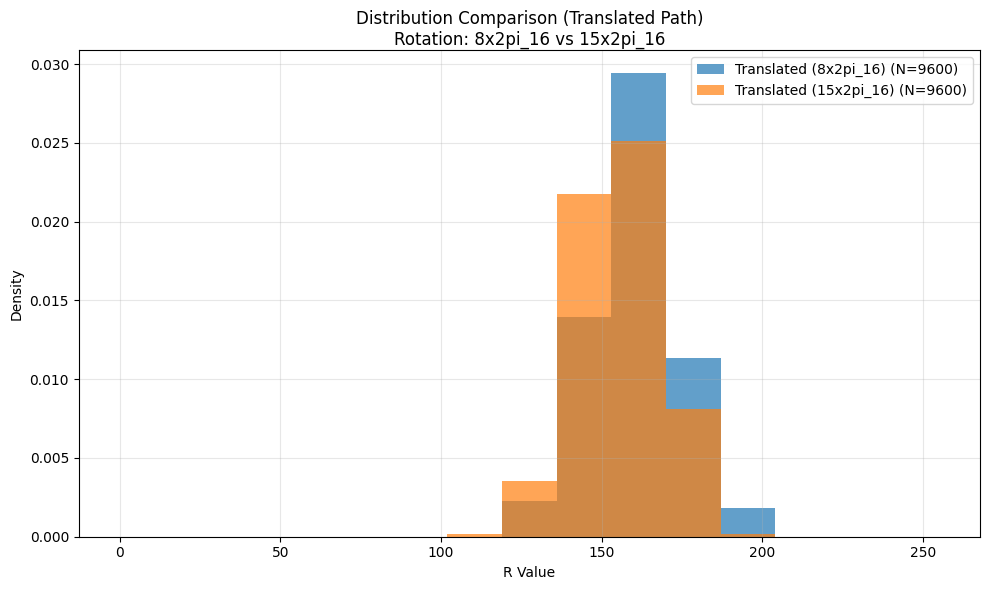 Distribution Comparison (Translated Path)
Rotation: 8x2pi_16 vs 15x2pi_16
Translated (8x2pi_16) (N=9600)
Translated (15x2pi_16) (N=9600)
0.030
0.025
0.020
0.015
0.010
0.005
0.000
Density
0 50 100 150 200 250
R Value